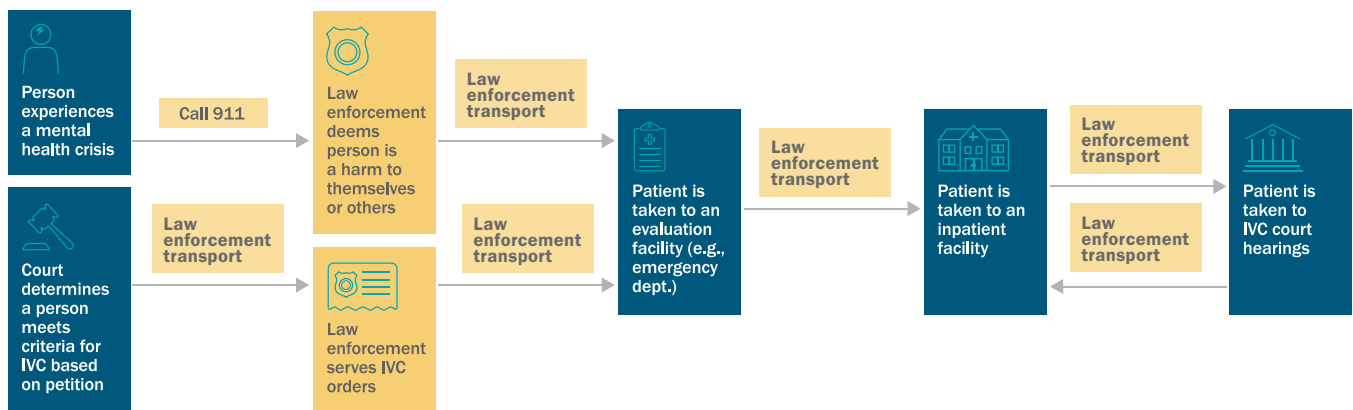 Person
experiences
a mental
health crisis
Call 911
Law
enforcement
deems
person is
a harm to
themselves
or others
Law
enforcement
transport
Court
determines
a person
meets
criteria for
IVC based
on petition
Law
enforcement
transport
Law
enforcement
serves IVC
orders
Law
enforcement
transport
Patient is
taken to an
evaluation
facility (e.g.,
emergency
dept.)
Law
enforcement
transport
Patient is
taken to an
inpatient
facility
Law
enforcement
transport
Law
enforcement
transport
Patient is
taken to
IVC court
hearings